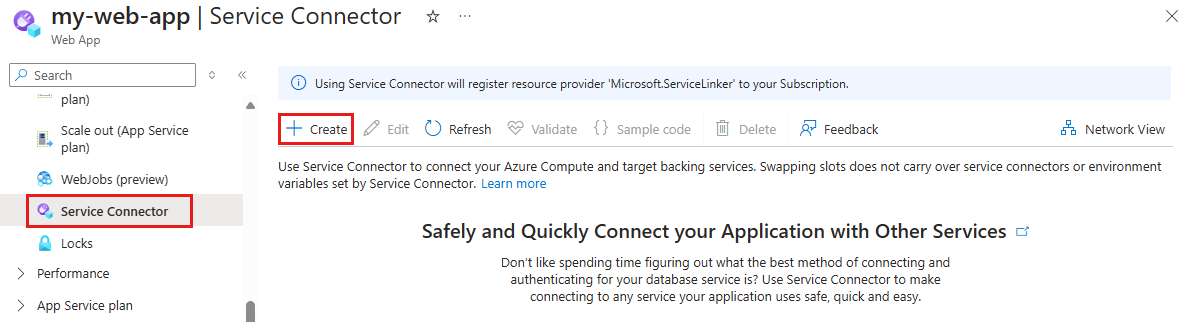 my-web-app | Service Connector
Web App
Search
plan)
Scale out (App Service
plan)
WebJobs (preview)
Service Connector
Locks
Performance
App Service plan
Using Service Connector will register resource provider 'Microsoft.ServiceLinker' to your Subscription.
Create Edit Refresh Validate Sample code Delete Feedback Network View
Use Service Connector to connect your Azure Compute and target backing services. Swapping slots does not carry over service connectors or environment
variables set by Service Connector. Learn more
Safely and Quickly Connect your Application with Other Services
Don't like spending time figuring out what the best method of connecting and
authenticating for your database service is? Use Service Connector to make
connecting to any service your application uses safe, quick and easy.